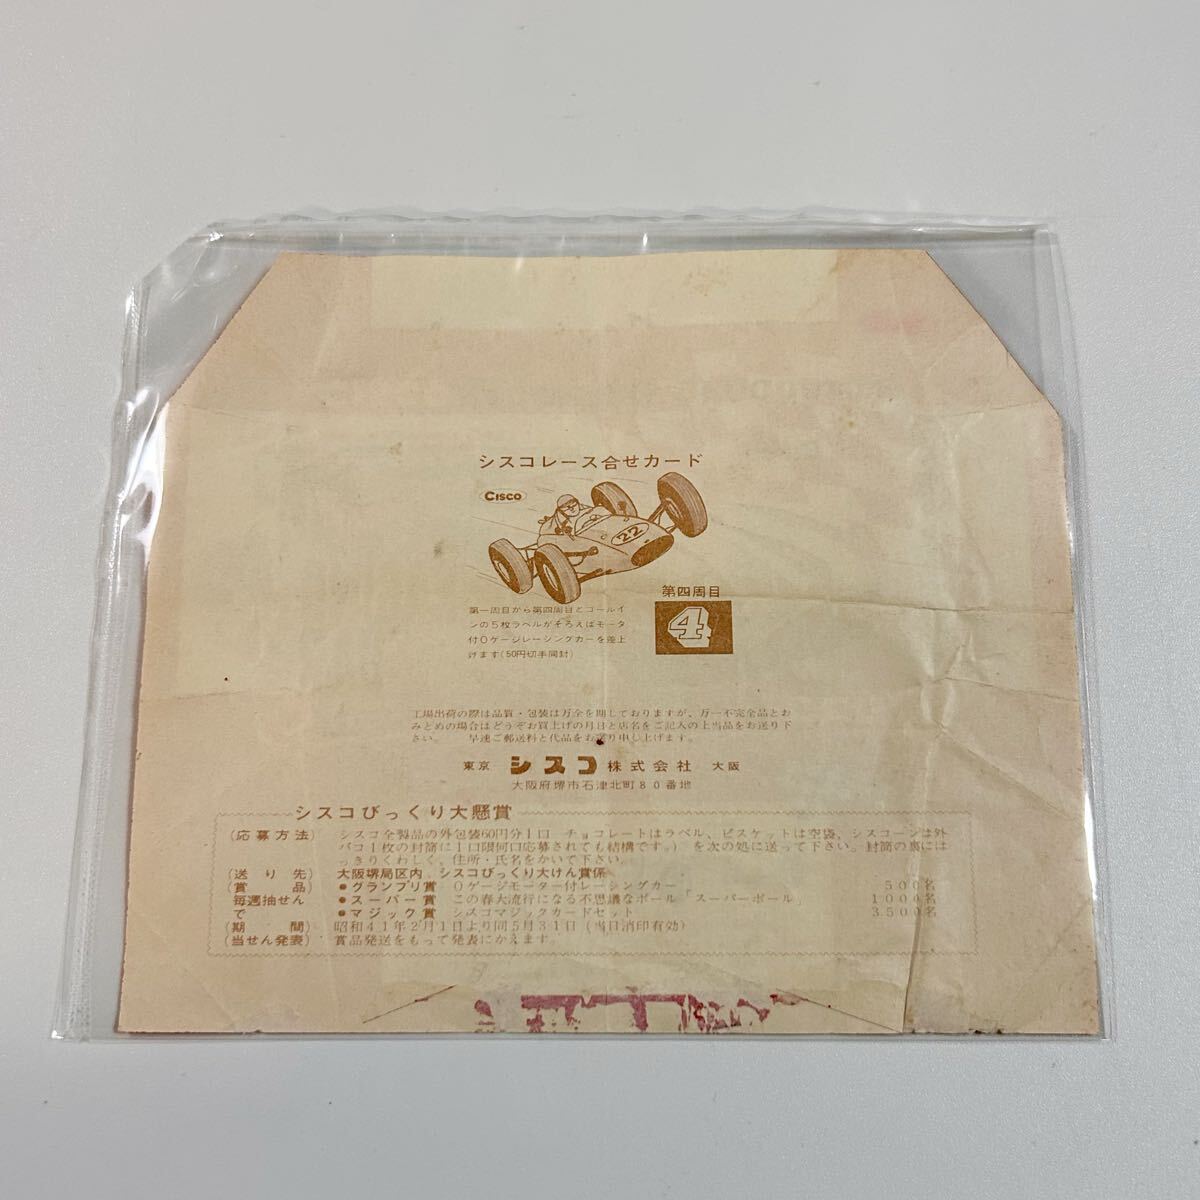 シスコレース合せカード
Cisco
22
第四周目
4
第一周目から第四周目とゴールイ
ンの5枚ラベルがそろえばモータ
付0ゲージレーシングカーを差上
げます(50円切手同封)
工場出荷の際は品質・包装は万全を期しておりますが、万一不完全品とお
みとめの場合はどうぞお買上げの月日と店名をご記入の上当品をお送り下
さい。 早速ご郵送料と代品をお送り申し上げます。
東京 シスコ株式会社 大阪
大阪府堺市石津北町80番地
シスコびっくり大懸賞
(応募方法) シスコ全製品の外包装60円分1口 チョコレートはラベル、ビスケットは空袋、シスコーンは外
バコ1枚の封筒に1口限何口応募されても結構です。) を次の処に送って下さい。封筒の裏には
はっきりくわしく、住所・氏名をかいて下さい。
(送り先) 大阪堺局区内 シスコびっくり大けん賞係
(賞品) ●グランプリ賞 0ゲージモーター付レーシングカー 500名
毎週抽せん ●スーパー賞 この春大流行になる不思議なボール「スーパーボール」 1000名
で ●マジック賞 シスコマジックカードセット 3,500名
(期間) 昭和41年2月1日より同5月31日(当日消印有効)
(当せん発表) 賞品発送をもって発表にかえます。